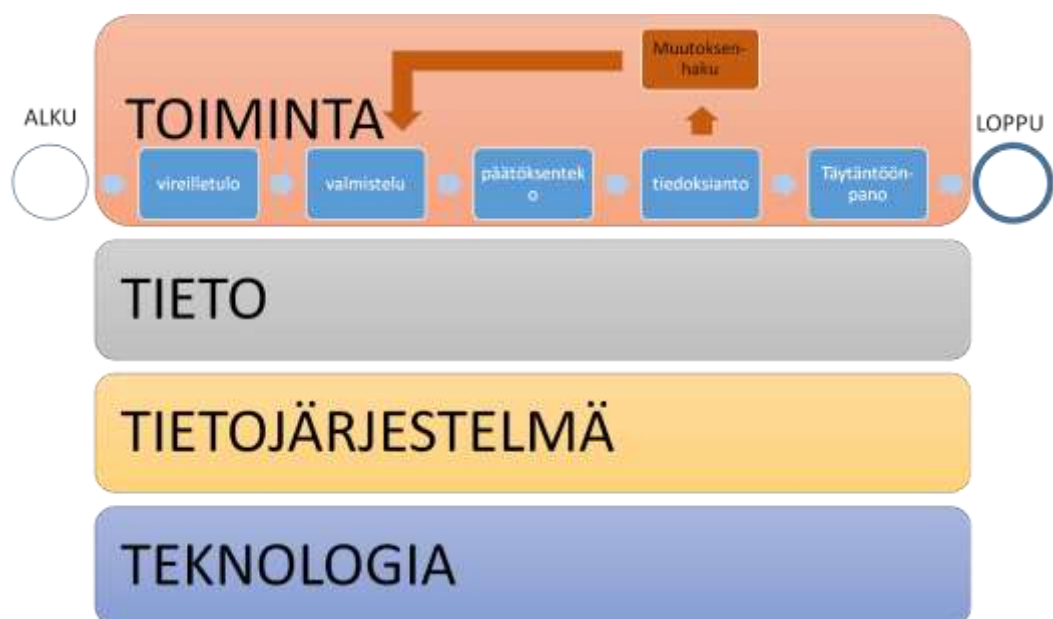 Muutoksen-
haku
TOIMINTA
ALKU
LOPPU
vireilletulo
valmistelu
päätöksentek
o
tiedoksianto
Täytäntöön-
pano
TIETO
TIETOJÄRJESTELMÄ
TEKNOLOGIA